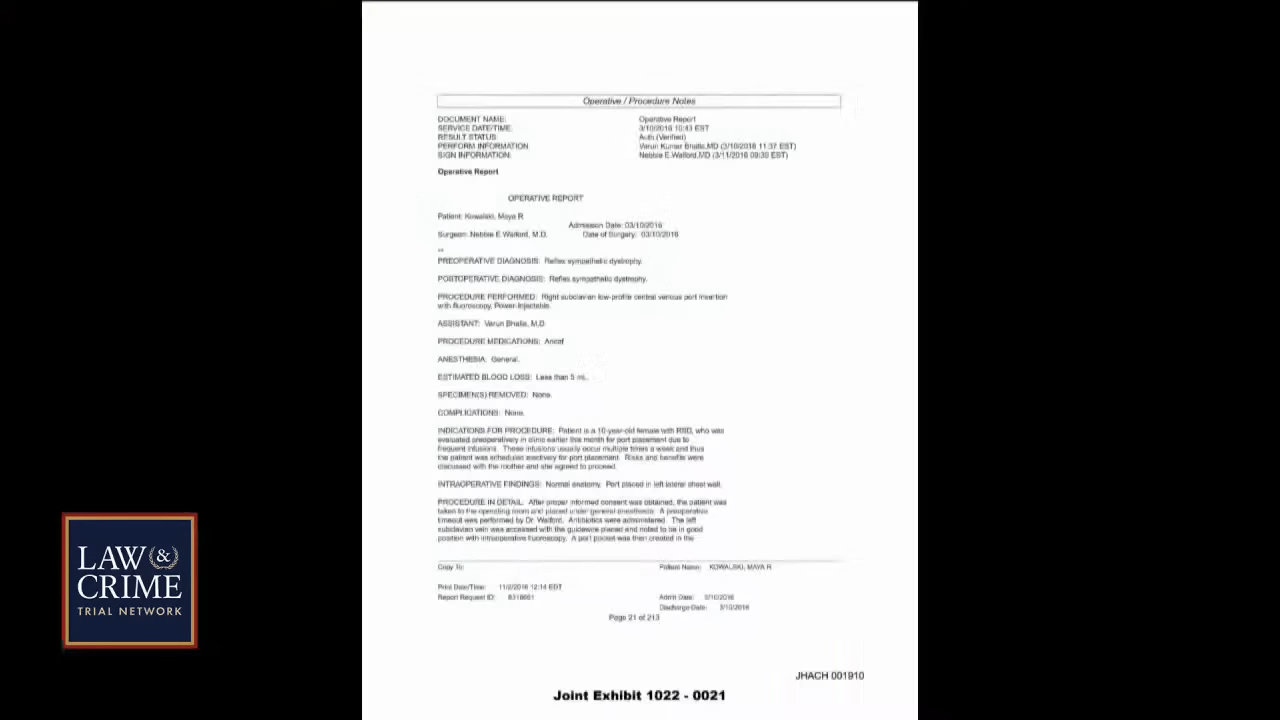 Operative / Procedure Notes
DOCUMENT NAME: Operative Report
SERVICE DATE/TIME: 3/10/2016 10:43 EST
RESULT STATUS: Auth (Verified)
PERFORM INFORMATION: Varun Kumar Bhalla,MD (3/10/2016 11:37 EST)
SIGN INFORMATION: Nebbie E.Walford,MD (3/11/2016 09:39 EST)
Operative Report
OPERATIVE REPORT
Patient: Kowalski, Maya R
Admission Date: 03/10/2016
Surgeon: Nebbie E Walford, M.D. Date of Surgery: 03/10/2016
**
PREOPERATIVE DIAGNOSIS: Reflex sympathetic dystrophy.
POSTOPERATIVE DIAGNOSIS: Reflex sympathetic dystrophy.
PROCEDURE PERFORMED: Right subclavian low-profile central venous port insertion
with fluoroscopy, Power-Injectable.
ASSISTANT: Varun Bhalla, M.D.
PROCEDURE MEDICATIONS: Ancef
ANESTHESIA: General.
ESTIMATED BLOOD LOSS: Less than 5 mL.
SPECIMEN(S) REMOVED: None.
COMPLICATIONS: None.
INDICATIONS FOR PROCEDURE: Patient is a 10-year-old female with RSD, who was
evaluated preoperatively in clinic earlier this month for port placement due to
frequent infusions. These infusions usually occur multiple times a week and thus
the patient was scheduled electively for port placement. Risks and benefits were
discussed with the mother and she agreed to proceed.
INTRAOPERATIVE FINDINGS: Normal anatomy. Port placed in left lateral chest wall.
PROCEDURE IN DETAIL: After proper informed consent was obtained, the patient was
taken to the operating room and placed under general anesthesia. A preoperative
timeout was performed by Dr. Walford. Antibiotics were administered. The left
subclavian vein was accessed with the guidewire placed and noted to be in good
position with intraoperative fluoroscopy. A port pocket was then created in the
Copy To: Patient Name: KOWALSKI, MAYA R
Print Date/Time: 11/2/2016 12:14 EDT
Report Request ID: Admit Date: 3/10/2016
Discharge Date: 3/10/2016
Page 21 of 213
LAW &
CRIME
TRIAL NETWORK
JHACH 001910
Joint Exhibit 1022 - 0021